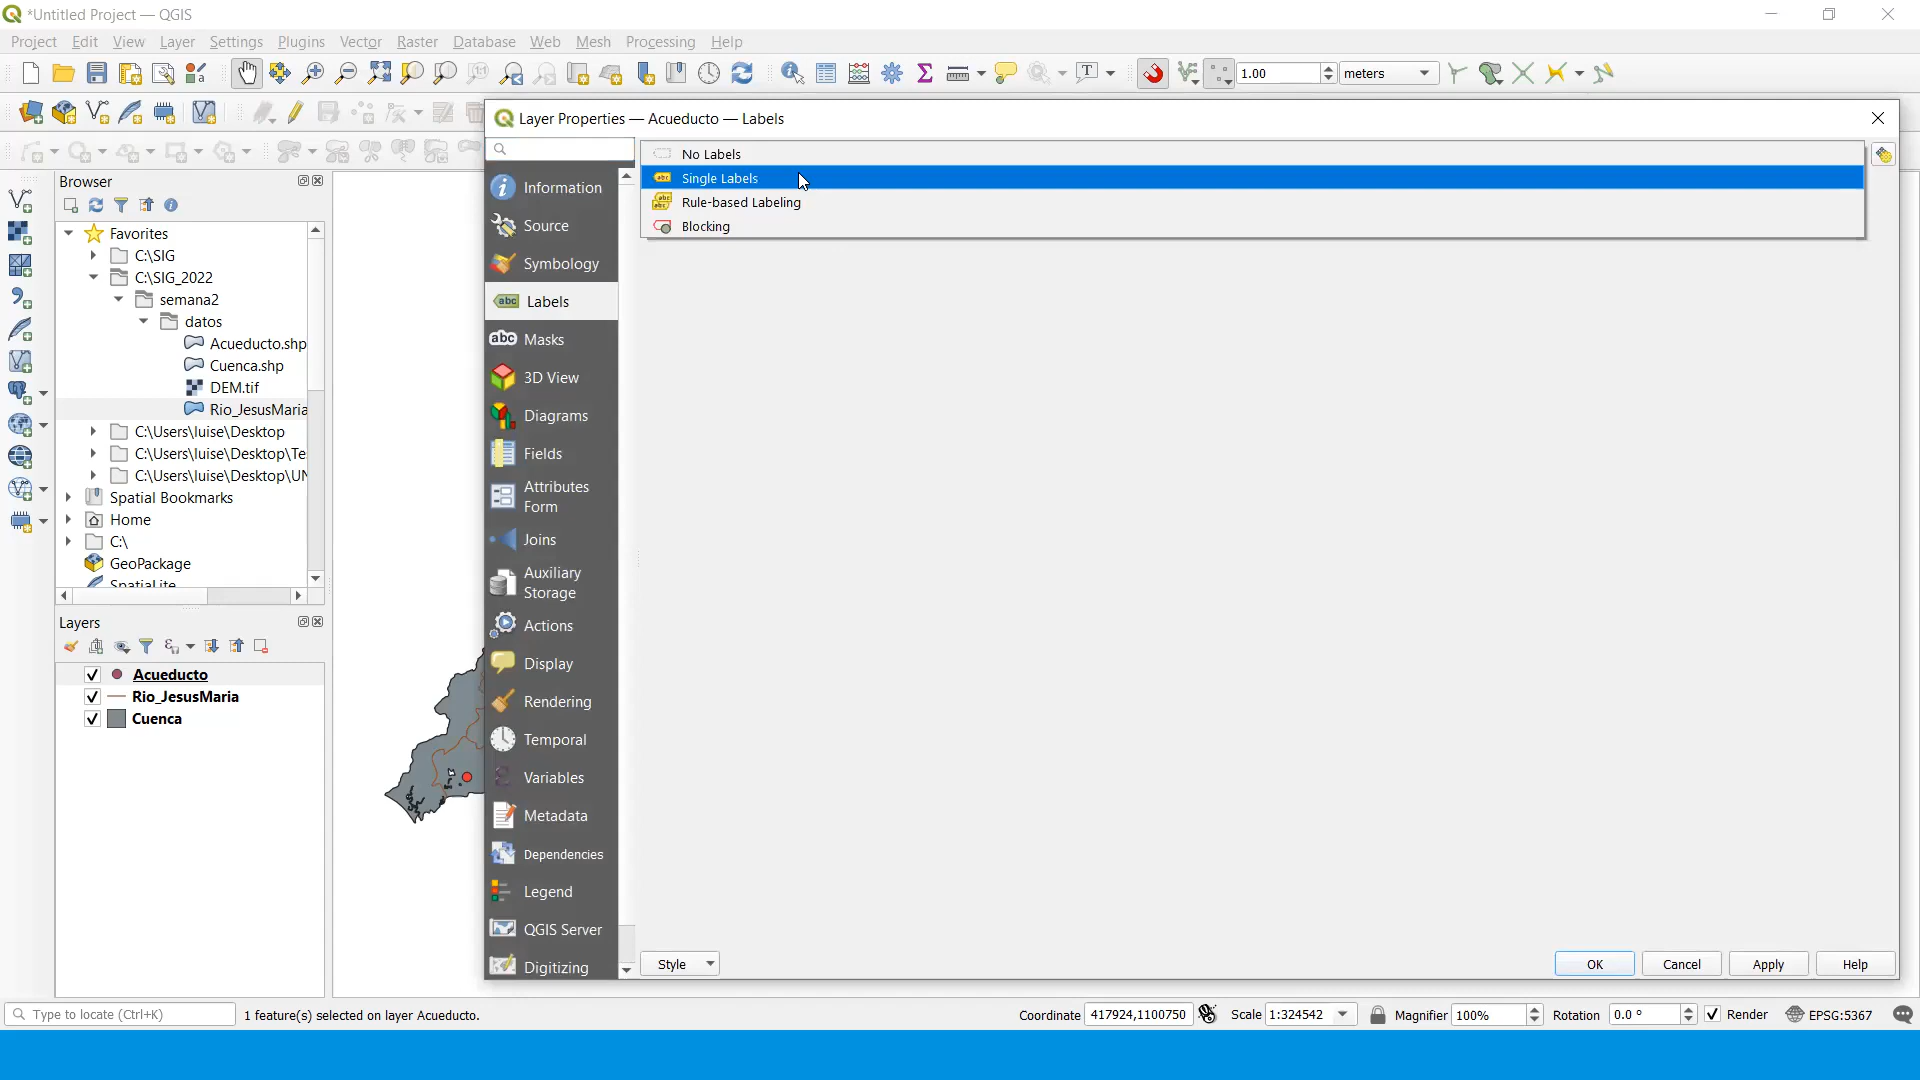 *Untitled Project — QGIS
Project Edit View Layer Settings Plugins Vector Raster Database Web Mesh Processing Help
1.00 meters
Layer Properties — Acueducto — Labels
No Labels
Single Labels
Rule-based Labeling
Blocking
Browser
Favorites
C:\SIG
C:\SIG_2022
semana2
datos
Acueducto.shp
Cuenca.shp
DEM.tif
Rio_JesusMaria
C:\Users\luise\Desktop
C:\Users\luise\Desktop\Te
C:\Users\luise\Desktop\UN
Spatial Bookmarks
Home
C:\
GeoPackage
SpatiaLite
Layers
Acueducto
Rio_JesusMaria
Cuenca
Information
Source
Symbology
abc Labels
abc Masks
3D View
Diagrams
Fields
Attributes
Form
Joins
Auxiliary
Storage
Actions
Display
Rendering
Temporal
Variables
Metadata
Dependencies
Legend
QGIS Server
Digitizing
Style OK Cancel Apply Help
Type to locate (Ctrl+K) 1 feature(s) selected on layer Acueducto. Coordinate 417924,1100750 Scale 1:324542 Magnifier 100% Rotation 0.0 ° Render EPSG:5367